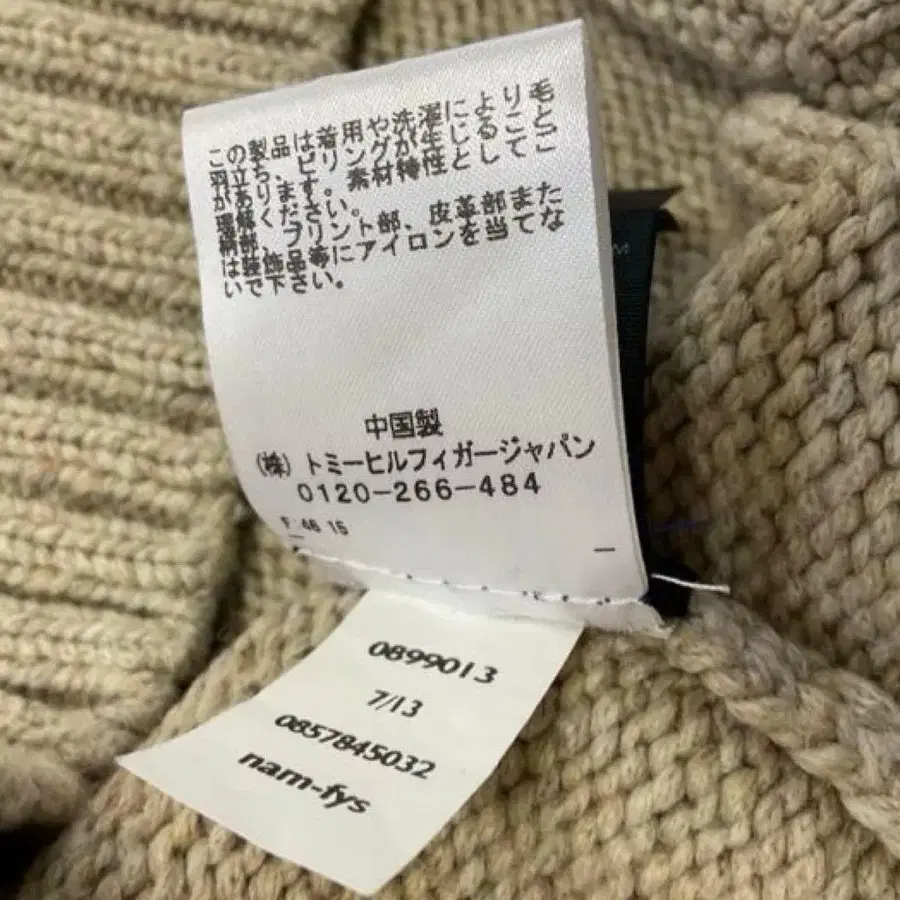 この製品は着用や洗濯により毛
羽立ち、ピリングが生じること
があります。素材特性としてご
理解ください。
柄部、プリント部、皮革部また
は装飾品等にアイロンを当てな
いで下さい。
中国製
(株) トミーヒルフィガージャパン
0120-266-484
F 46 15
M
0899013
7/13
0857845032
nam-fys